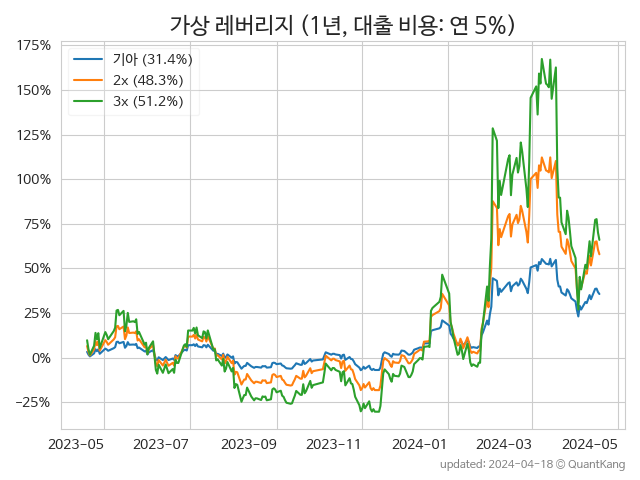 가상 레버리지 (1년, 대출 비용: 연 5%)
175%
150%
125%
100%
75%
50%
25%
0%
−25%
기아 (31.4%)
2x (48.3%)
3x (51.2%)
2023-05 2023-07 2023-09 2023-11 2024-01 2024-03 2024-05
updated: 2024-04-18 © QuantKang